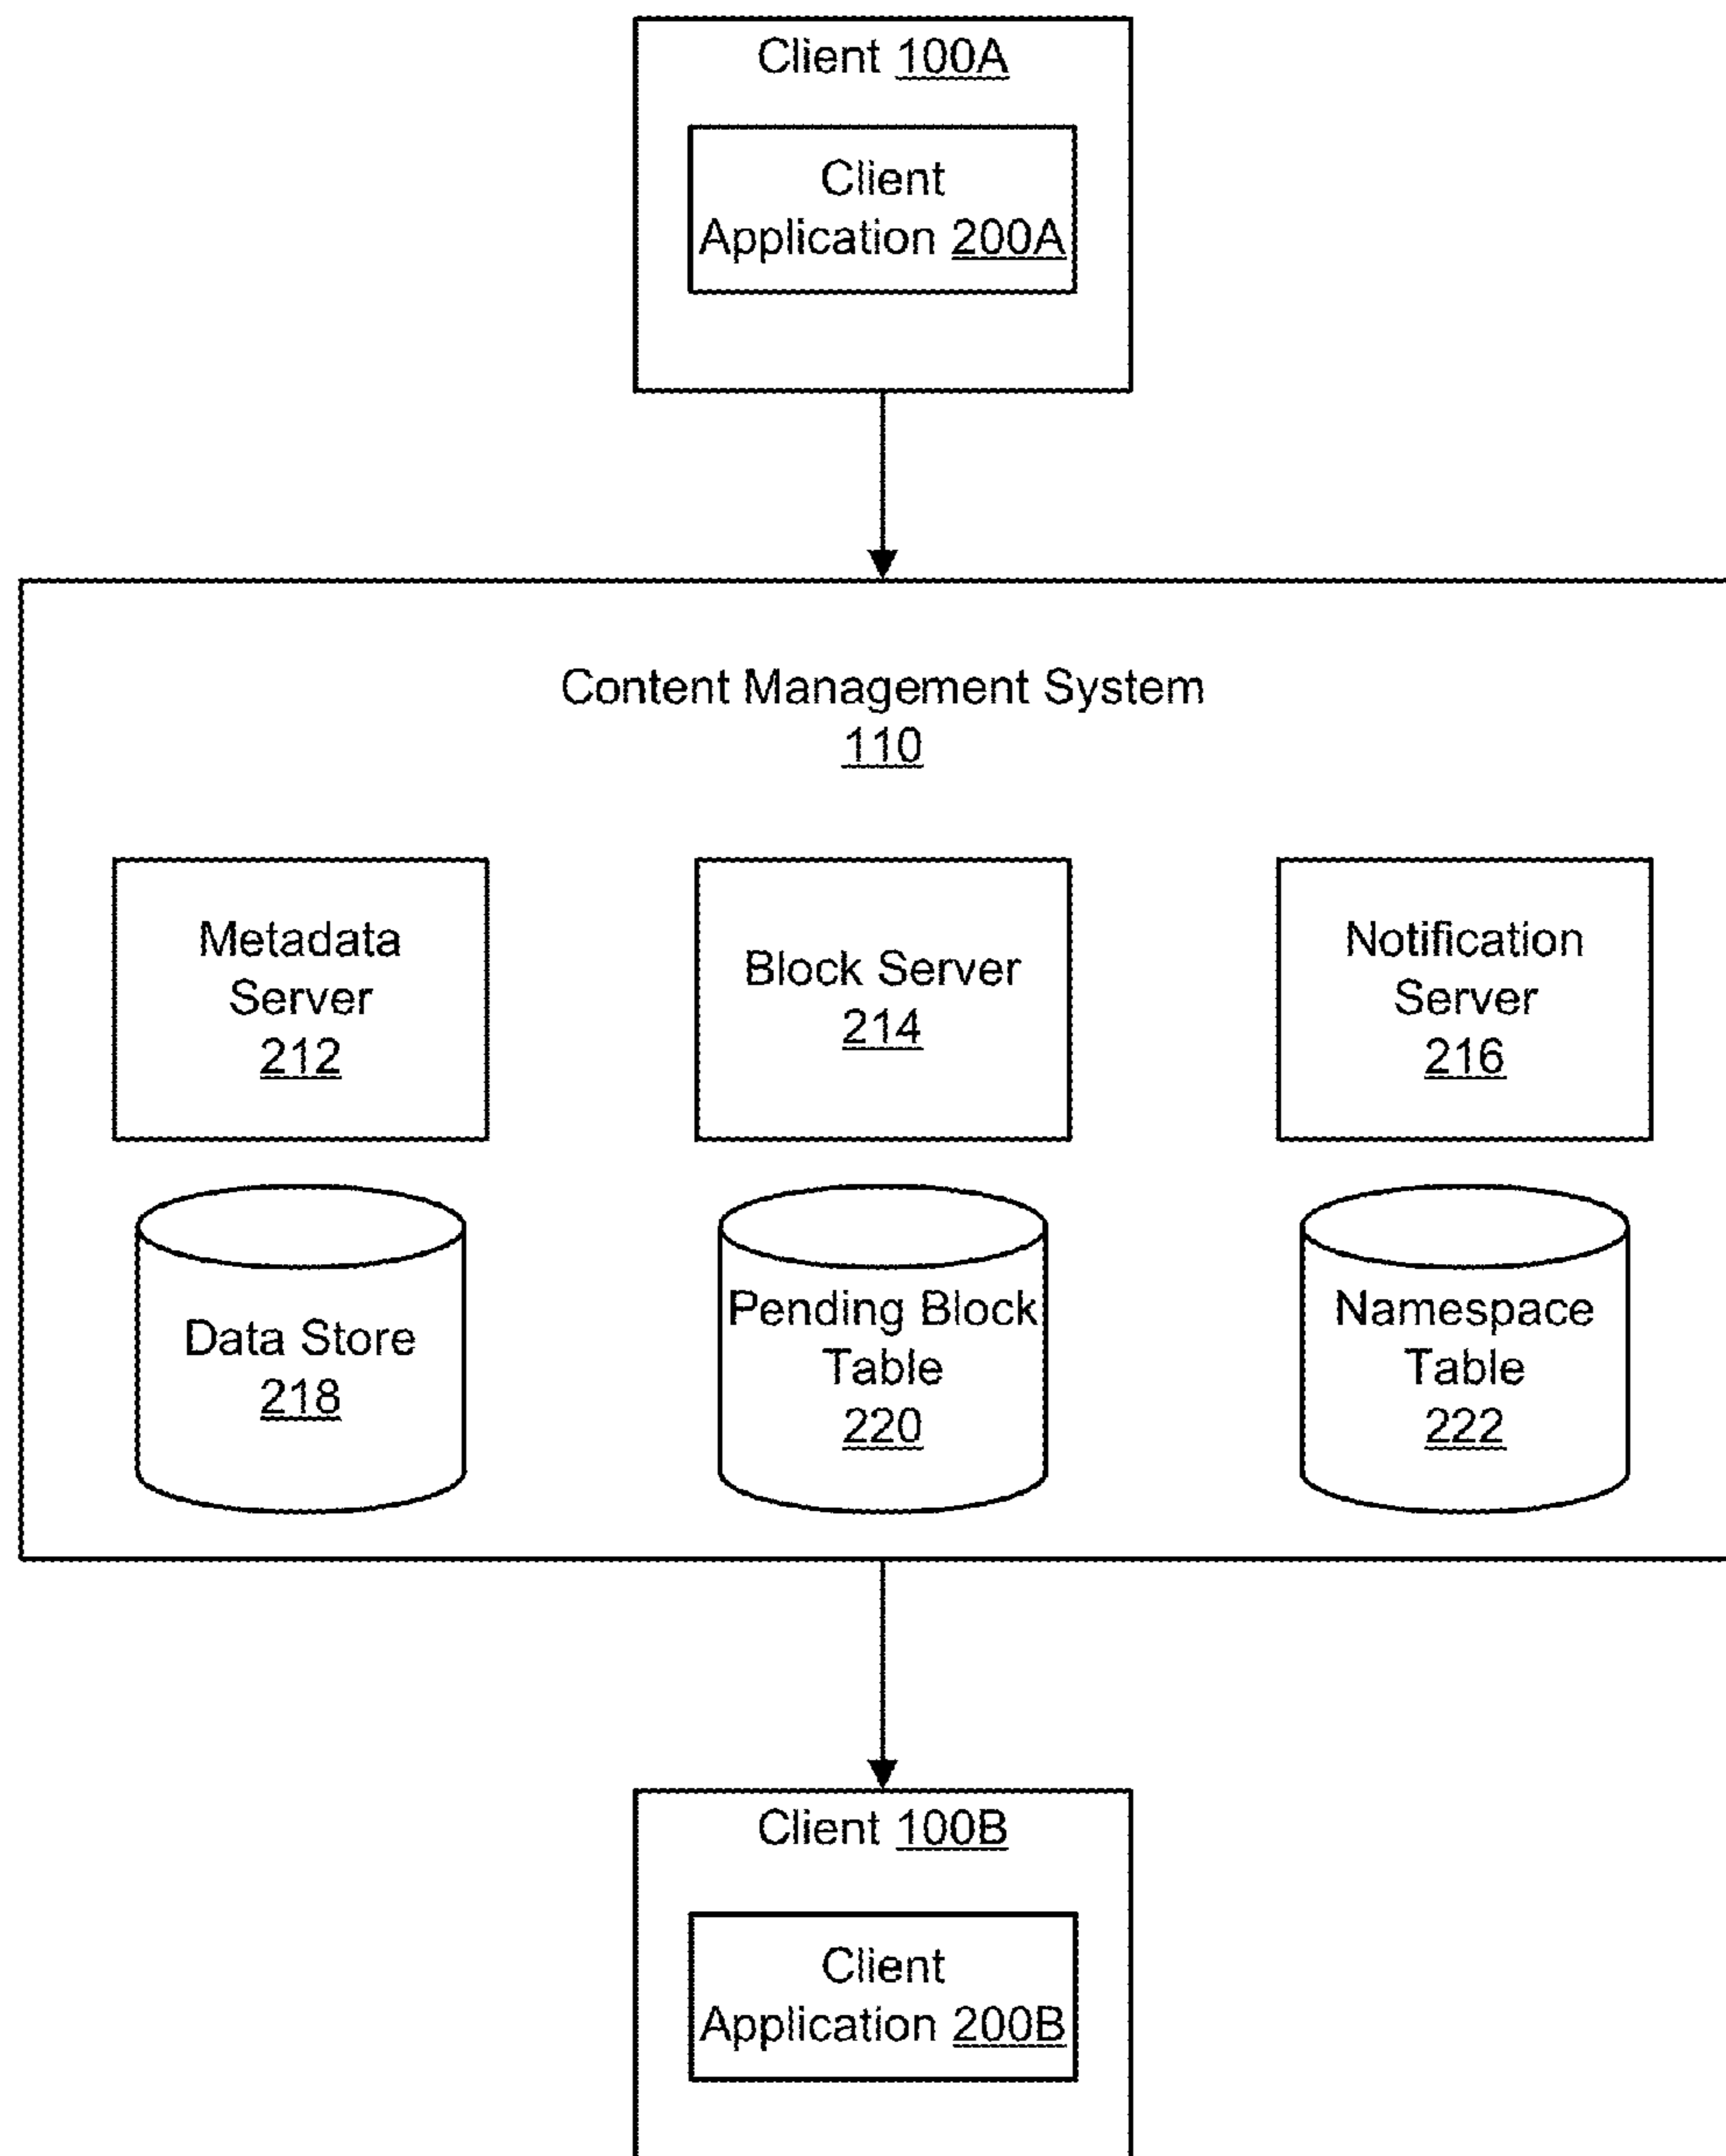 Client 100A
Client
Application 200A
Content Management System
110
Metadata
Server
212
Block Server
214
Notification
Server
216
Data Store
218
Pending Block
Table
220
Namespace
Table
222
Client 100B
Client
Application 200B